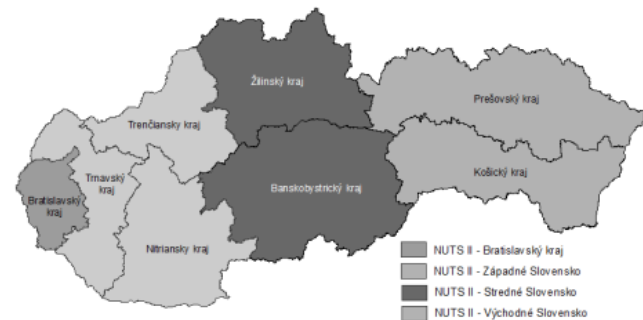 Žilinský kraj
Prešovský kraj
Trenčiansky kraj
Košický kraj
Trnavský
kraj
Banskobystrický kraj
Bratislavský
kraj
Nitriansky kraj
NUTS II - Bratislavský kraj
NUTS II - Západné Slovensko
NUTS II - Stredné Slovensko
NUTS II - Východné Slovensko